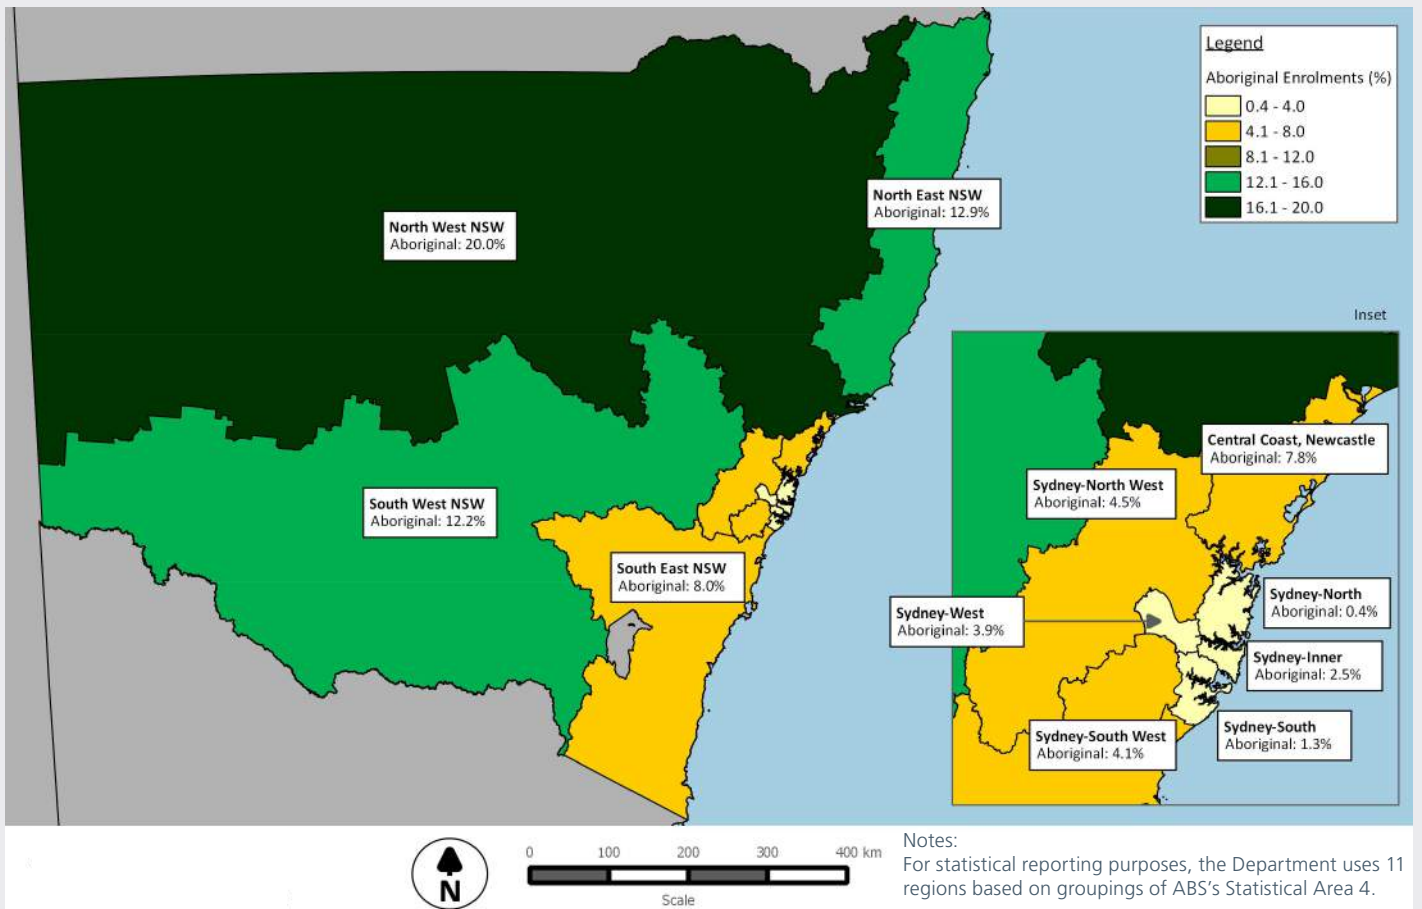 Legend
Aboriginal Enrolments (%)
0.4 - 4.0
4.1 - 8.0
8.1 - 12.0
12.1 - 16.0
16.1 - 20.0
North East NSW
Aboriginal: 12.9%
North West NSW
Aboriginal: 20.0%
South West NSW
Aboriginal: 12.2%
South East NSW
Aboriginal: 8.0%
Inset
Central Coast, Newcastle
Aboriginal: 7.8%
Sydney-North West
Aboriginal: 4.5%
Sydney-West
Aboriginal: 3.9%
Sydney-North
Aboriginal: 0.4%
Sydney-Inner
Aboriginal: 2.5%
Sydney-South West
Aboriginal: 4.1%
Sydney-South
Aboriginal: 1.3%
N
0 100 200 300 400 km
Scale
Notes:
For statistical reporting purposes, the Department uses 11
regions based on groupings of ABS's Statistical Area 4.